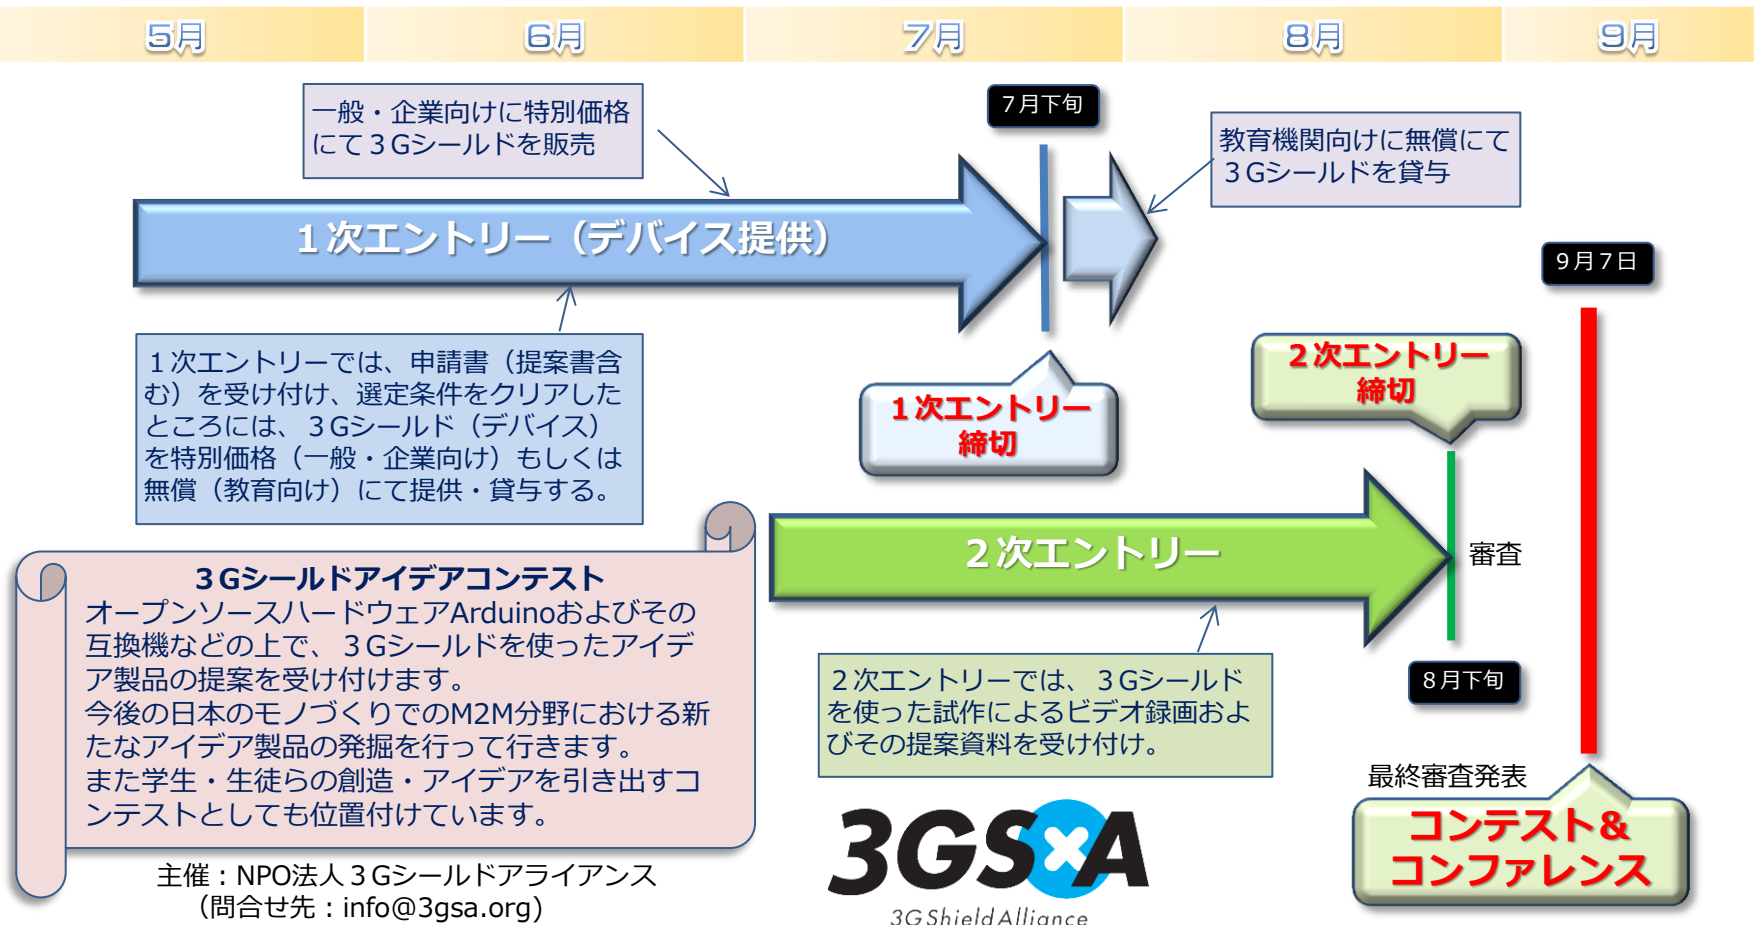 5月
6月
7月
8月
9月
一般・企業向けに特別価格
にて３Gシールドを販売
７月下旬
教育機関向けに無償にて
３Gシールドを貸与
１次エントリー（デバイス提供）
９月７日
１次エントリーでは、申請書（提案書含
む）を受け付け、選定条件をクリアした
ところには、３Gシールド（デバイス）
を特別価格（一般・企業向け）もしくは
無償（教育向け）にて提供・貸与する。
１次エントリー
締切
２次エントリー
締切
２次エントリー
審査
３Gシールドアイデアコンテスト
オープンソースハードウェアArduinoおよびその
互換機などの上で、３Gシールドを使ったアイデ
ア製品の提案を受け付けます。
今後の日本のモノづくりでのM2M分野における新
たなアイデア製品の発掘を行って行きます。
また学生・生徒らの創造・アイデアを引き出すコ
ンテストとしても位置付けています。
２次エントリーでは、３Gシールド
を使った試作によるビデオ録画およ
びその提案資料を受け付け。
８月下旬
最終審査発表
コンテスト＆
コンファレンス
主催：NPO法人３Gシールドアライアンス
（問合せ先：info@3gsa.org)
3GSA
3G Shield Alliance